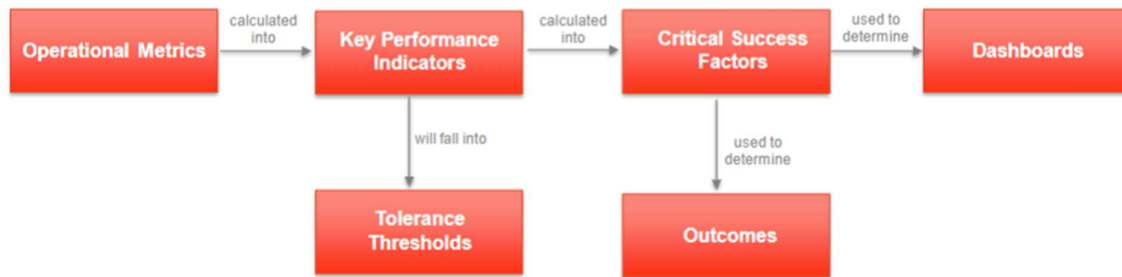 Operational Metrics
calculated
into
Key Performance
Indicators
calculated
into
Critical Success
Factors
used to
determine
Dashboards
will fall into
used to
determine
Tolerance
Thresholds
Outcomes